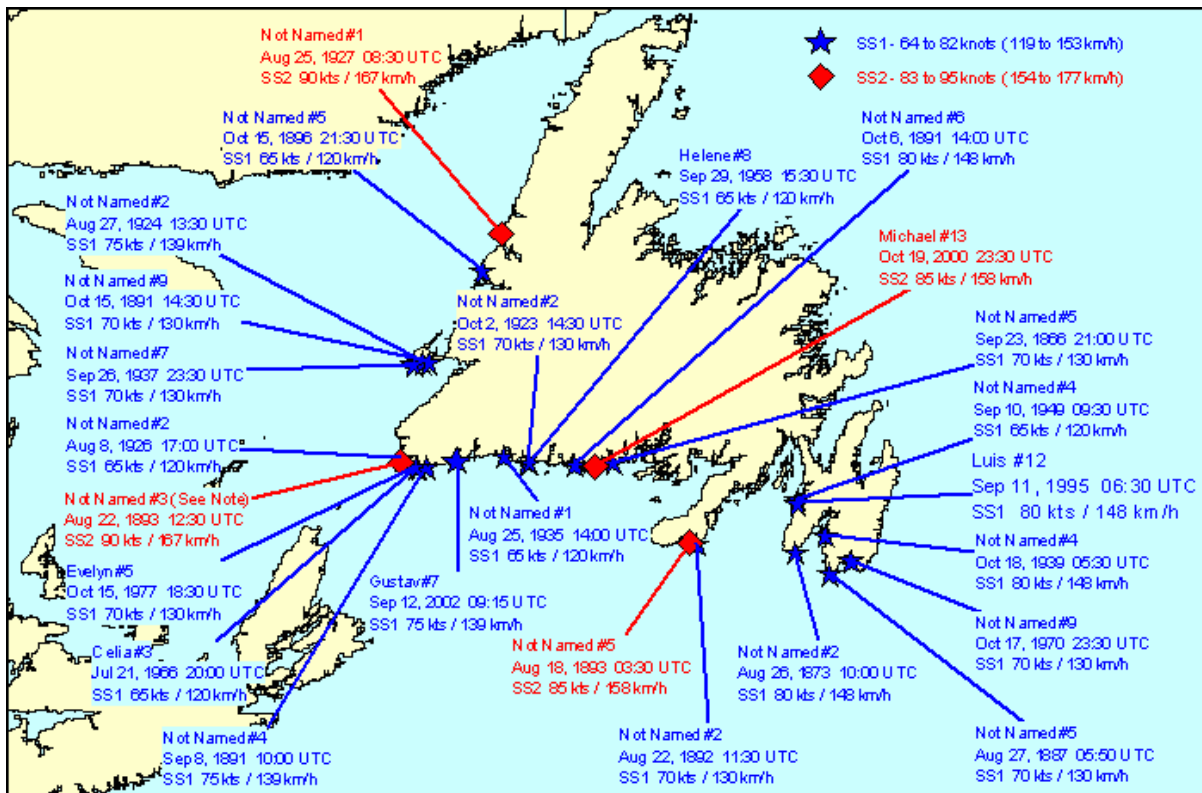 Not Named #1
Aug 25, 1927 08:30 UTC
SS2 90 kts / 167 km/h
SS1 - 64 to 82 knots (119 to 153 km/h)
SS2 - 83 to 95 knots (154 to 177 km/h)
Not Named #5
Oct 15, 1896 21:30 UTC
SS1 65 kts / 120 km/h
Not Named #6
Oct 6, 1891 14:00 UTC
SS1 80 kts / 148 km/h
Helene #8
Sep 29, 1958 15:30 UTC
SS1 65 kts / 120 km/h
Not Named #2
Aug 27, 1924 13:30 UTC
SS1 75 kts / 139 km/h
Michael #13
Oct 19, 2000 23:30 UTC
SS2 85 kts / 158 km/h
Not Named #9
Oct 15, 1891 14:30 UTC
SS1 70 kts / 130 km/h
Not Named #2
Oct 2, 1923 14:30 UTC
SS1 70 kts / 130 km/h
Not Named #5
Sep 23, 1866 21:00 UTC
SS1 70 kts / 130 km/h
Not Named #7
Sep 26, 1937 23:30 UTC
SS1 70 kts / 130 km/h
Not Named #4
Sep 10, 1949 09:30 UTC
SS1 65 kts / 120 km/h
Not Named #2
Aug 8, 1926 17:00 UTC
SS1 65 kts / 120 km/h
Luis #12
Sep 11, 1995 06:30 UTC
SS1 80 kts / 148 km/h
Not Named #3 (See Note)
Aug 22, 1893 12:30 UTC
SS2 90 kts / 167 km/h
Not Named #1
Aug 25, 1935 14:00 UTC
SS1 65 kts / 120 km/h
Not Named #4
Oct 18, 1939 05:30 UTC
SS1 80 kts / 148 km/h
Evelyn #5
Oct 15, 1977 18:30 UTC
SS1 70 kts / 130 km/h
Gustav #7
Sep 12, 2002 09:15 UTC
SS1 75 kts / 139 km/h
Not Named #9
Oct 17, 1970 23:30 UTC
SS1 70 kts / 130 km/h
Celia #3
Jul 21, 1966 20:00 UTC
SS1 65 kts / 120 km/h
Not Named #5
Aug 18, 1893 03:30 UTC
SS2 85 kts / 158 km/h
Not Named #2
Aug 26, 1873 10:00 UTC
SS1 80 kts / 148 km/h
Not Named #4
Sep 8, 1891 10:00 UTC
SS1 75 kts / 139 km/h
Not Named #2
Aug 22, 1892 11:30 UTC
SS1 70 kts / 130 km/h
Not Named #5
Aug 27, 1887 05:50 UTC
SS1 70 kts / 130 km/h